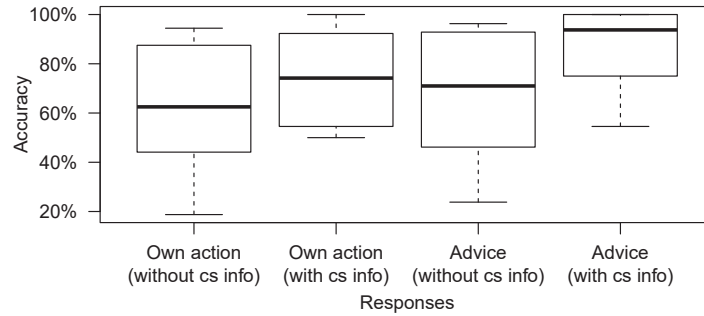 100%
80%
60%
40%
20%
Accuracy
Own action
(without cs info)
Own action
(with cs info)
Advice
(without cs info)
Advice
(with cs info)
Responses